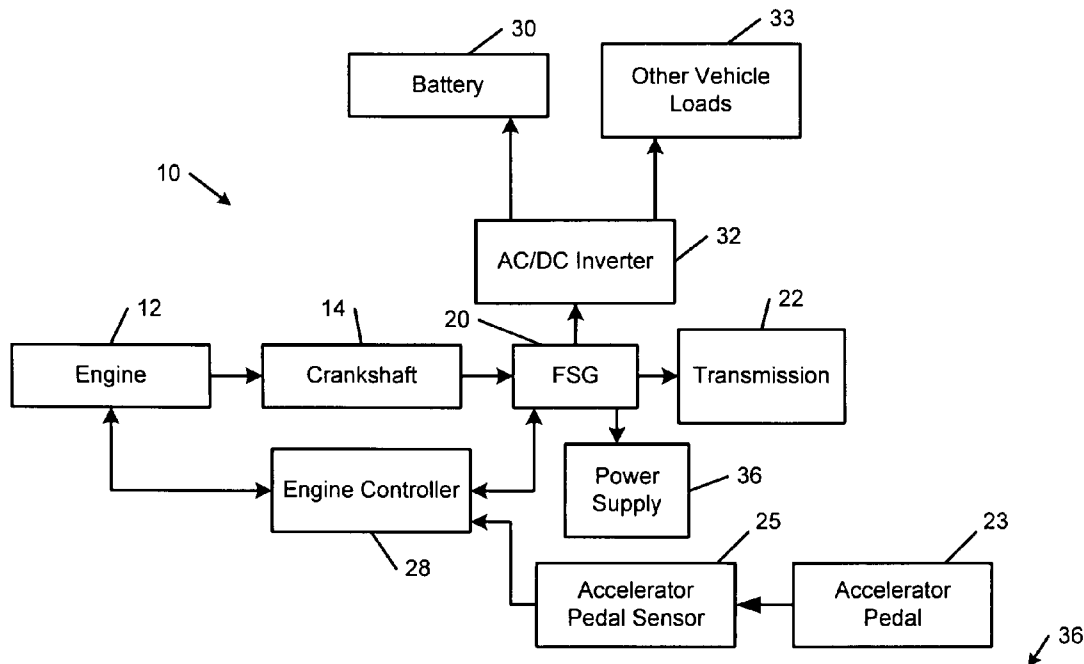 30
Battery
33
Other Vehicle
Loads
10
AC/DC Inverter
32
12
Engine
14
Crankshaft
20
FSG
22
Transmission
Engine Controller
28
Power
Supply
36
25
Accelerator
Pedal Sensor
23
Accelerator
Pedal
36